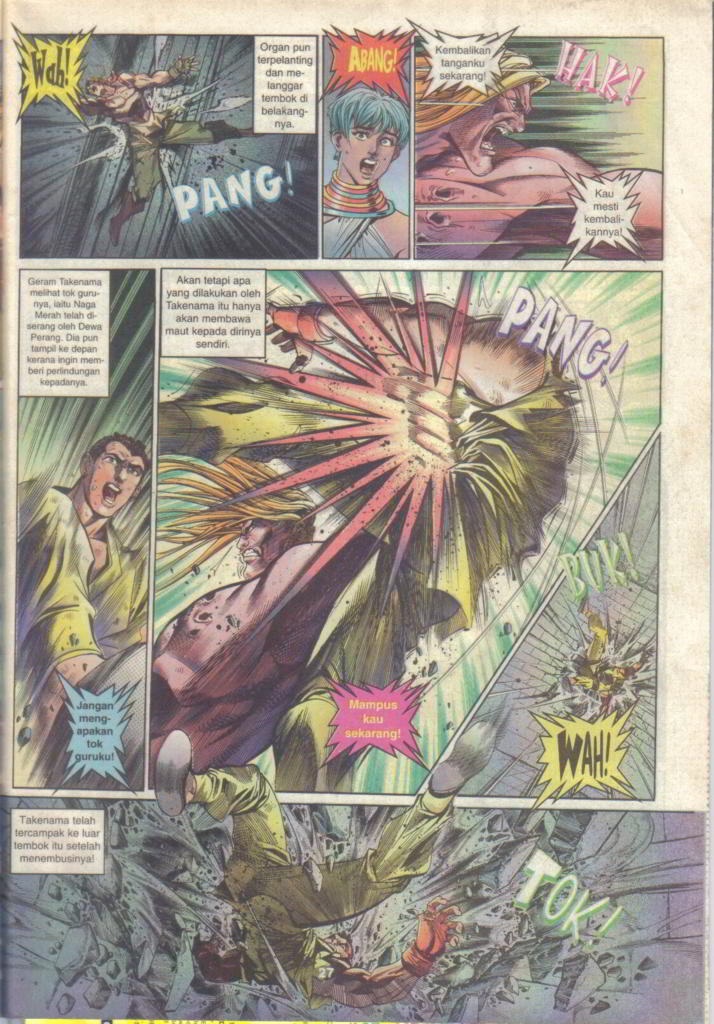 Wah!
Organ pun
terpelanting
dan me-
langgar
tembok di
belakang-
nya.
PANG!
ABANG!
Kembalikan
tanganku
sekarang!
HAK!
Kau
mesti
kembali-
kannya!
Geram Takenama
melihat tok guru-
nya, iaitu Naga
Merah telah di-
serang oleh Dewa
Perang. Dia pun
tampil ke depan
kerana ingin mem-
beri perlindungan
kepadanya.
Jangan
meng-
apakan
tok
guruku!
Akan tetapi apa
yang dilakukan oleh
Takenama itu hanya
akan membawa
maut kepada dirinya
sendiri.
PANG!
Mampus
kau
sekarang!
BUK!
WAH!
Takenama telah
tercampak ke luar
tembok itu setelah
menembusinya!
TOK!
27